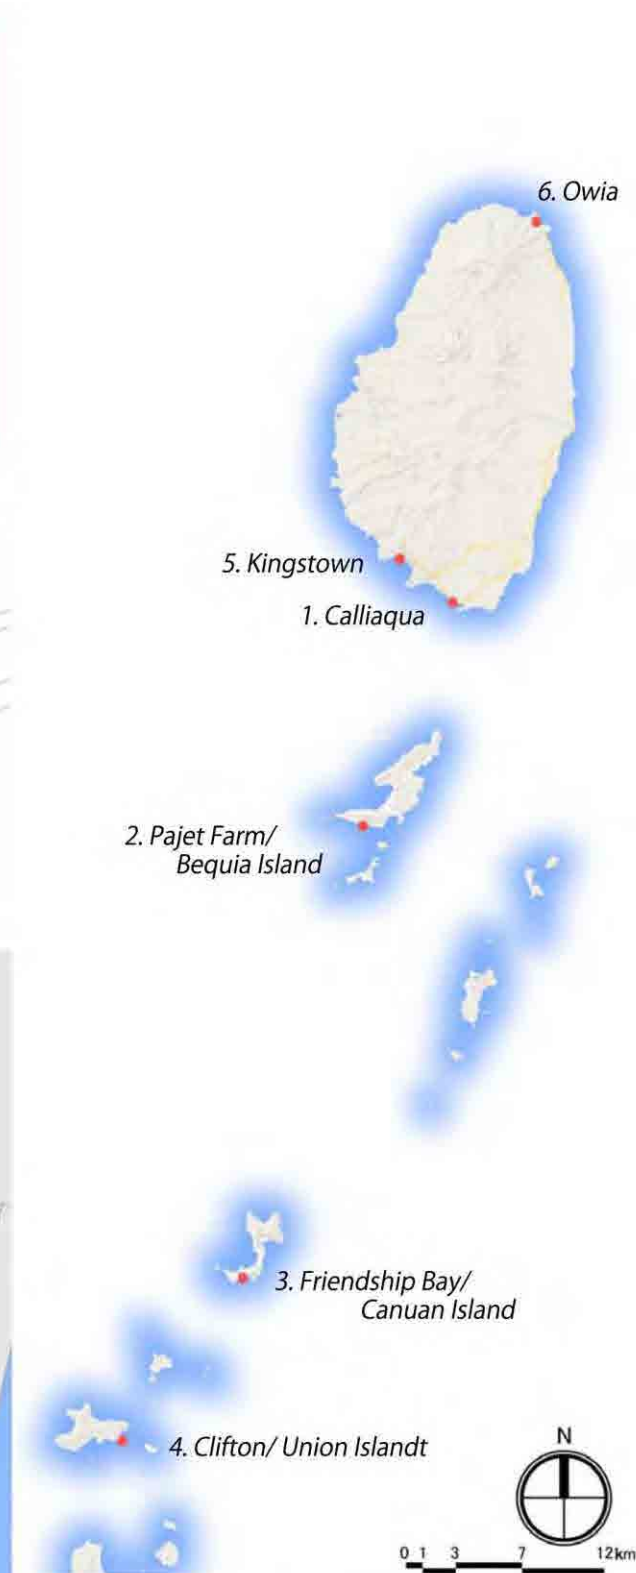 6. Owia
5. Kingstown
1. Calliaqua
2. Pajet Farm/
Bequia Island
3. Friendship Bay/
Canuan Island
4. Clifton/ Union Islandt
N
0 1 3 7 12km